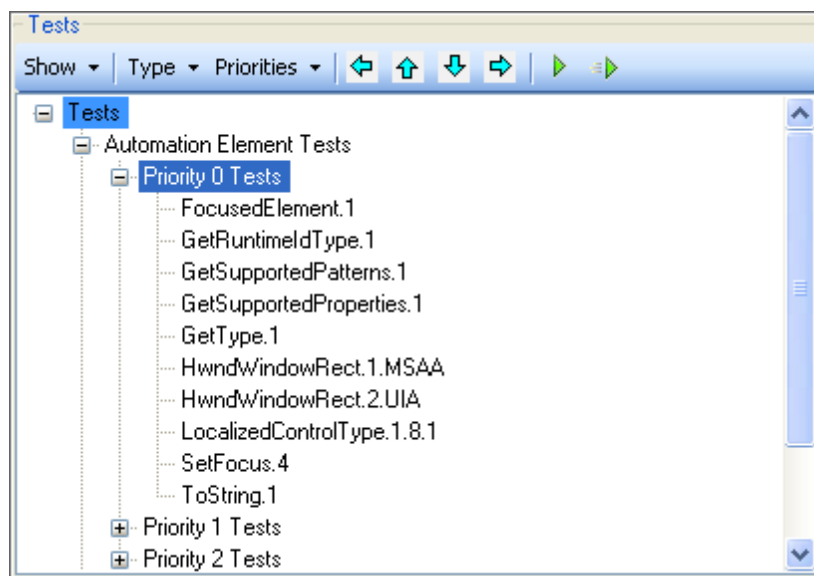 Tests
Show Type Priorities
Tests
Automation Element Tests
Priority 0 Tests
FocusedElement.1
GetRuntimeIdType.1
GetSupportedPatterns.1
GetSupportedProperties.1
GetType.1
HwndWindowRect.1.MSAA
HwndWindowRect.2.UIA
LocalizedControlType.1.8.1
SetFocus.4
ToString.1
Priority 1 Tests
Priority 2 Tests